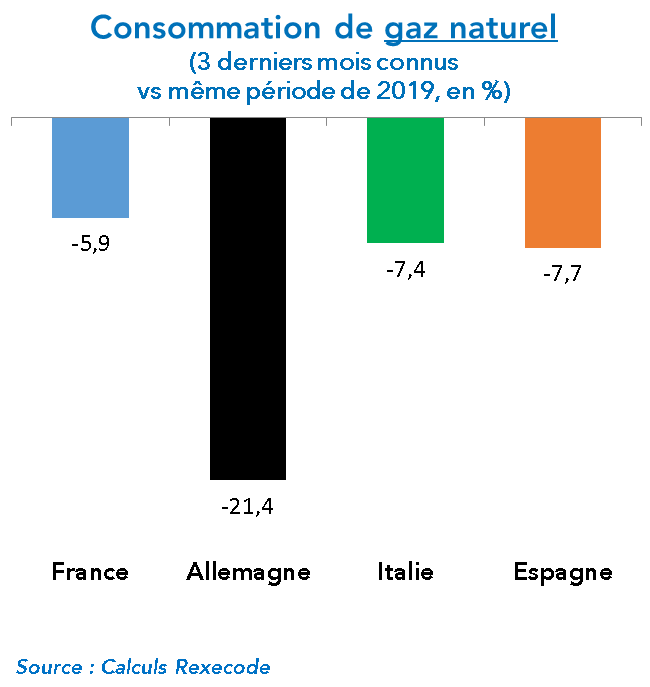 Consommation de gaz naturel
(3 derniers mois connus
vs même période de 2019, en %)
-5,9
-7,4
-7,7
-21,4
France Allemagne Italie Espagne
Source : Calculs Rexecode